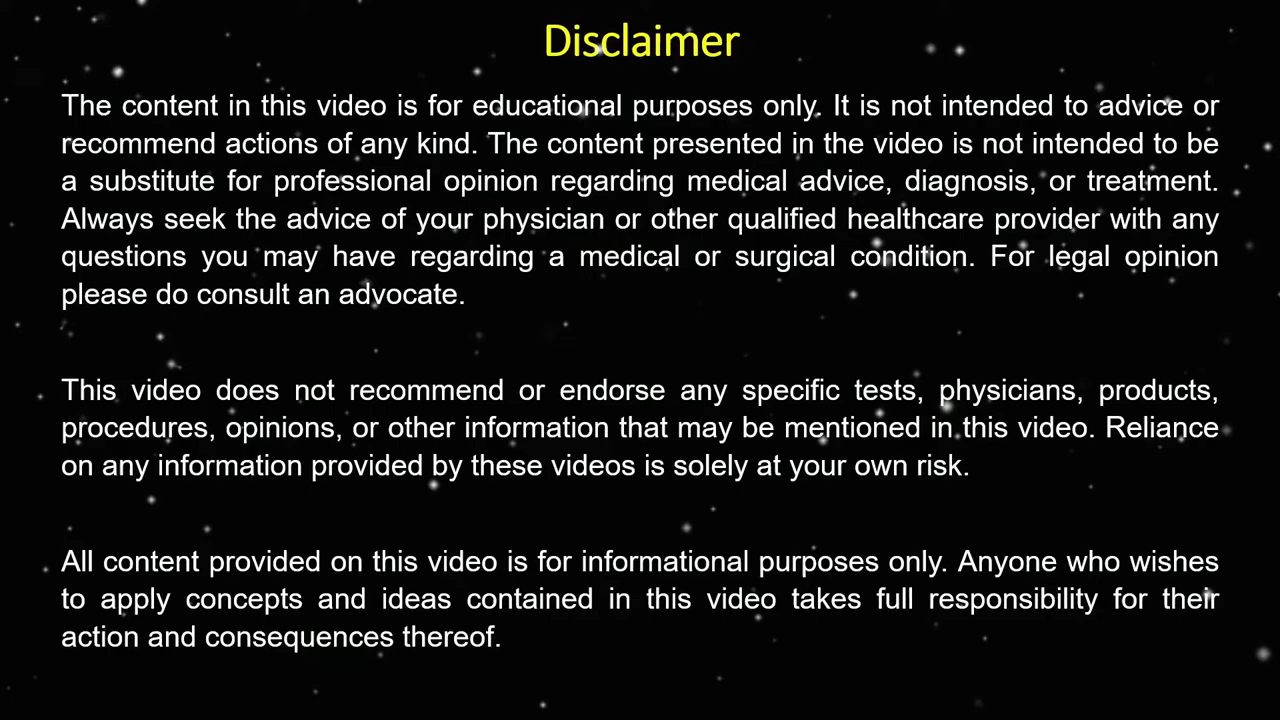 Disclaimer
The content in this video is for educational purposes only. It is not intended to advice or
recommend actions of any kind. The content presented in the video is not intended to be
a substitute for professional opinion regarding medical advice, diagnosis, or treatment.
Always seek the advice of your physician or other qualified healthcare provider with any
questions you may have regarding a medical or surgical condition. For legal opinion
please do consult an advocate.
This video does not recommend or endorse any specific tests, physicians, products,
procedures, opinions, or other information that may be mentioned in this video. Reliance
on any information provided by these videos is solely at your own risk.
All content provided on this video is for informational purposes only. Anyone who wishes
to apply concepts and ideas contained in this video takes full responsibility for their
action and consequences thereof.